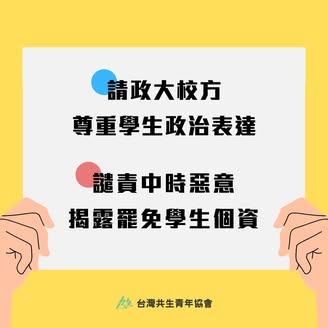 請政大校方
尊重學生政治表達
譴責中時惡意
揭露罷免學生個資
台灣共生青年協會